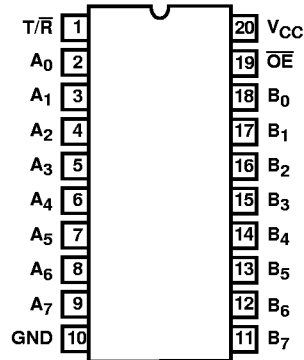 T/R̅ 1 20 VCC
A0 2 19 O̅E̅
A1 3 18 B0
A2 4 17 B1
A3 5 16 B2
A4 6 15 B3
A5 7 14 B4
A6 8 13 B5
A7 9 12 B6
GND 10 11 B7